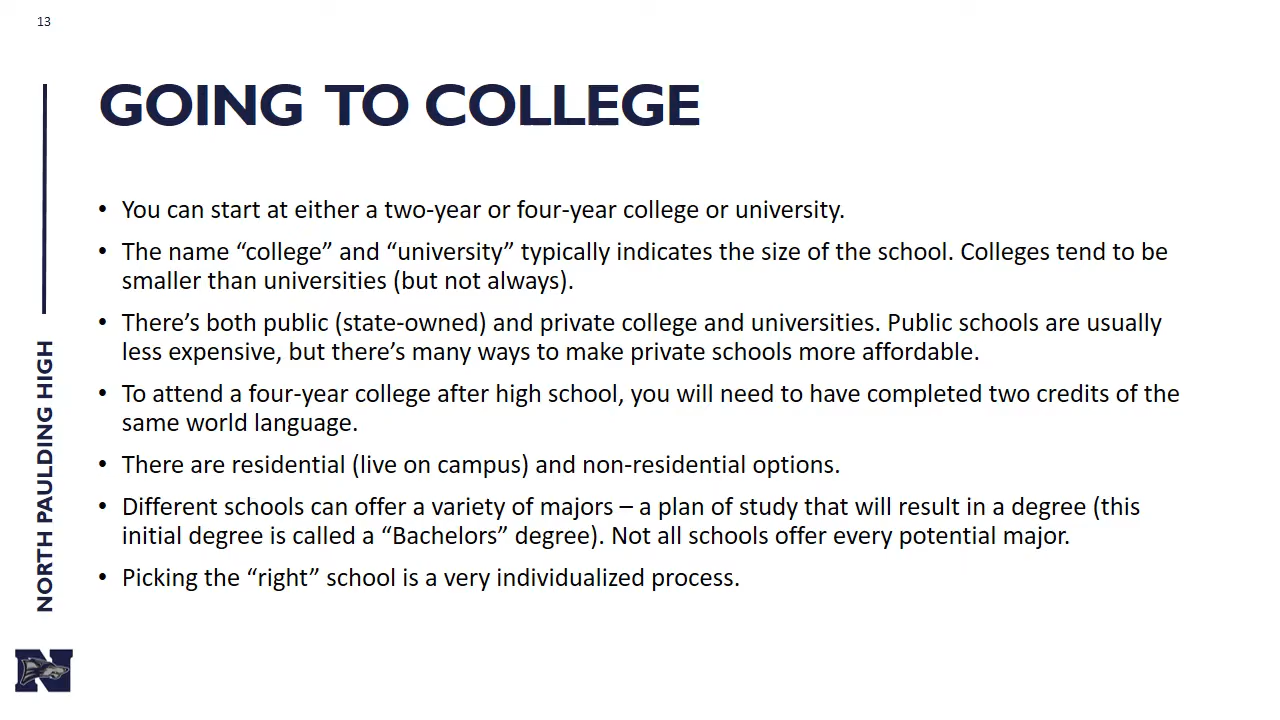 13
GOING TO COLLEGE
• You can start at either a two-year or four-year college or university.
• The name “college” and “university” typically indicates the size of the school. Colleges tend to be
smaller than universities (but not always).
• There’s both public (state-owned) and private college and universities. Public schools are usually
less expensive, but there’s many ways to make private schools more affordable.
• To attend a four-year college after high school, you will need to have completed two credits of the
same world language.
• There are residential (live on campus) and non-residential options.
• Different schools can offer a variety of majors – a plan of study that will result in a degree (this
initial degree is called a “Bachelors” degree). Not all schools offer every potential major.
• Picking the “right” school is a very individualized process.
NORTH PAULDING HIGH
N